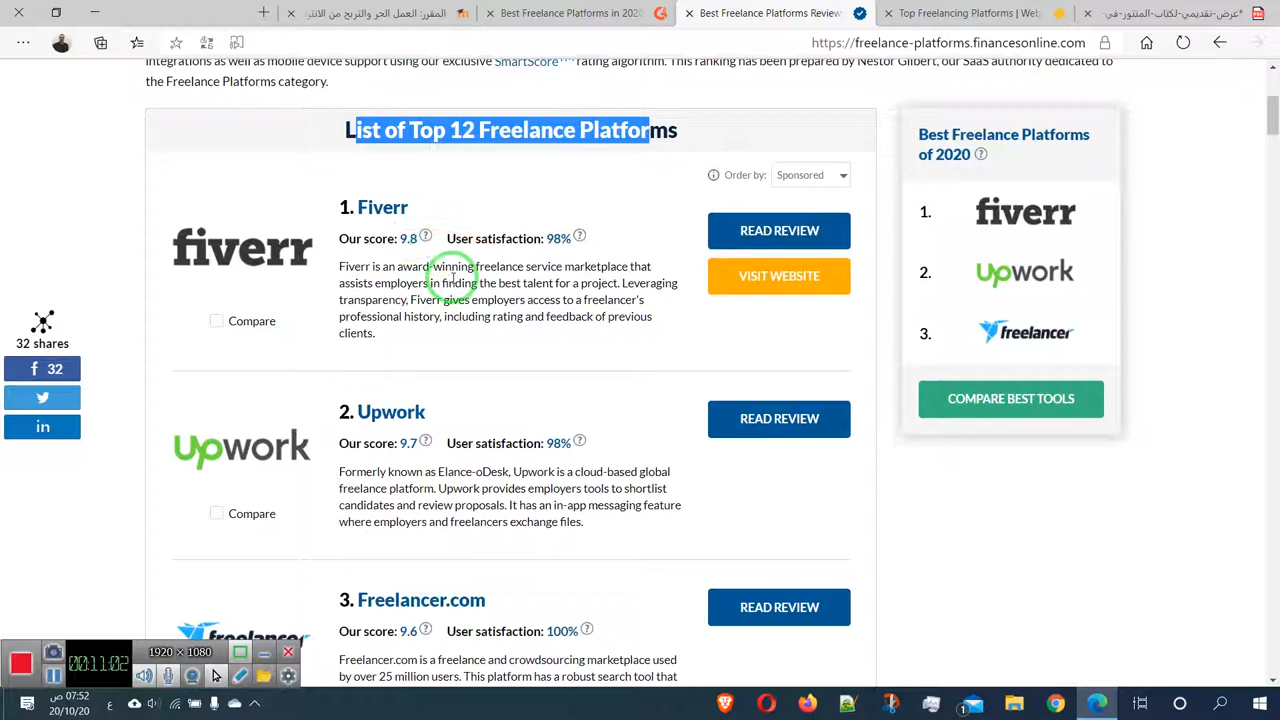 Best Freelance Platforms in 2020
Best Freelance Platforms Review
Top Freelancing Platforms | Web
https://freelance-platforms.financesonline.com
integrations as well as mobile device support using our exclusive SmartScore rating algorithm. This ranking has been prepared by Nestor Gilbert, our SaaS authority dedicated to
the Freelance Platforms category.
List of Top 12 Freelance Platforms
Order by: Sponsored
1. Fiverr
Our score: 9.8 User satisfaction: 98%
fiverr
Fiverr is an award-winning freelance service marketplace that
assists employers in finding the best talent for a project. Leveraging
transparency, Fiverr gives employers access to a freelancer's
professional history, including rating and feedback of previous
clients.
Compare
READ REVIEW
VISIT WEBSITE
2. Upwork
Our score: 9.7 User satisfaction: 98%
upwork
Formerly known as Elance-oDesk, Upwork is a cloud-based global
freelance platform. Upwork provides employers tools to shortlist
candidates and review proposals. It has an in-app messaging feature
where employers and freelancers exchange files.
Compare
READ REVIEW
3. Freelancer.com
Our score: 9.6 User satisfaction: 100%
freelancer
Freelancer.com is a freelance and crowdsourcing marketplace used
by over 25 million users. This platform has a robust search tool that
READ REVIEW
Best Freelance Platforms
of 2020
1. fiverr
2. upwork
3. freelancer
COMPARE BEST TOOLS
32 shares
f 32
in
00:11:02
1920 × 1080
07:52 ص
20/10/20
1